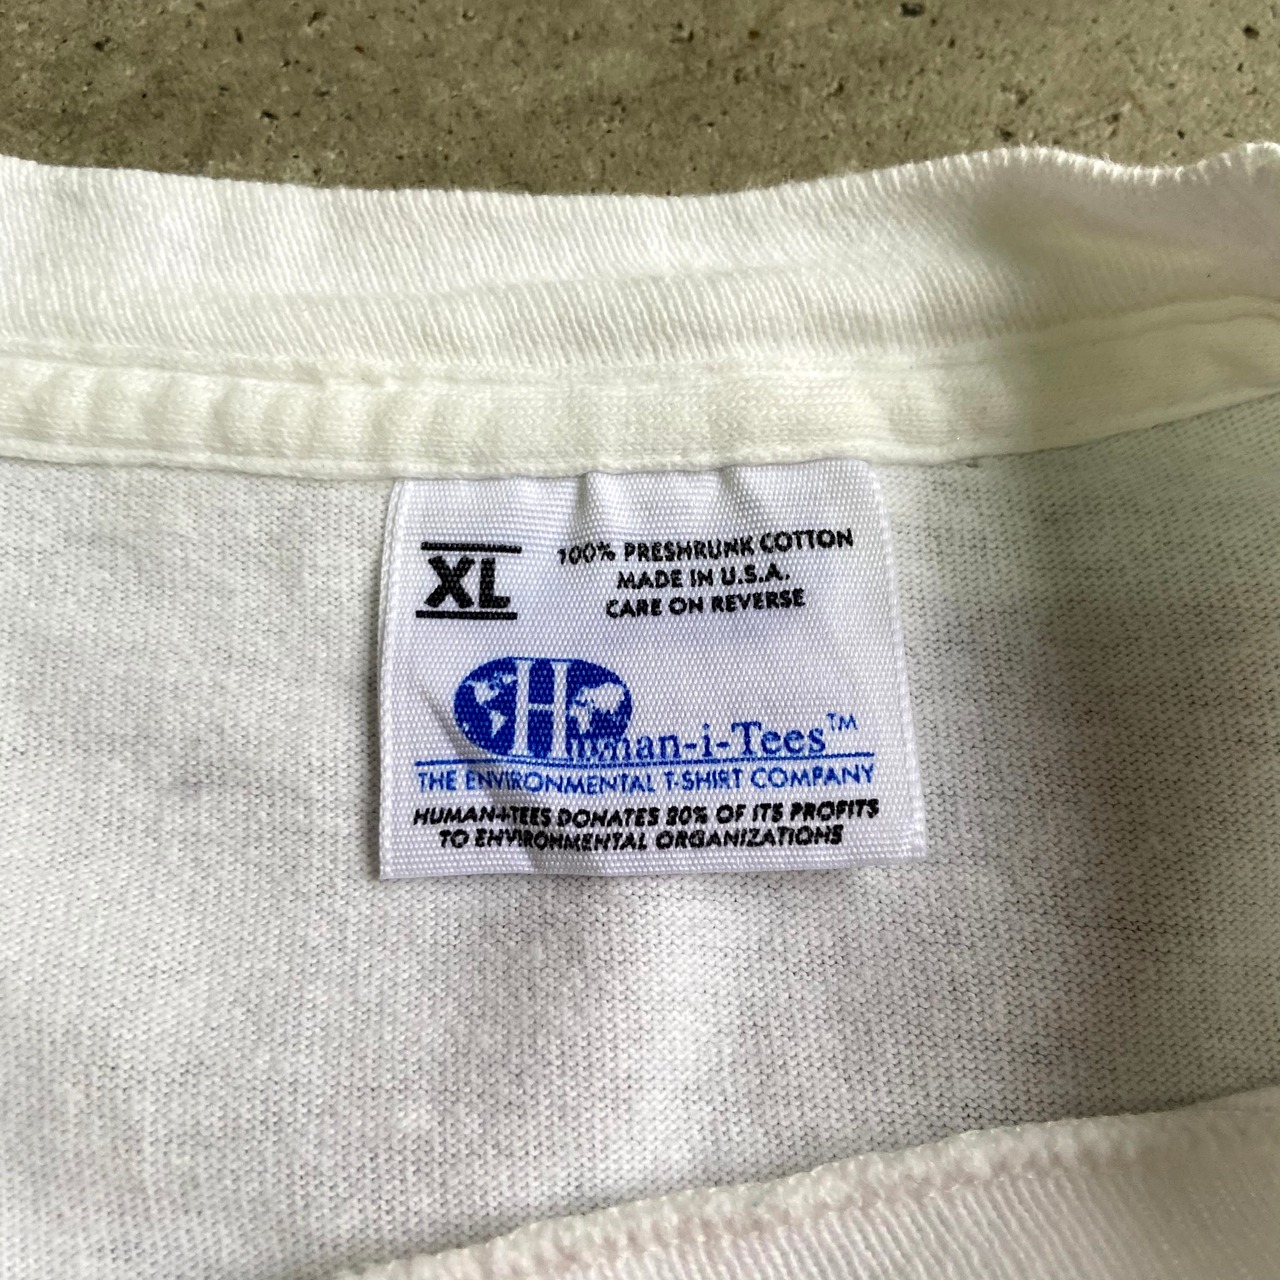 XL
100% PRESHRUNK COTTON
MADE IN U.S.A.
CARE ON REVERSE
Human-i-Tees™
THE ENVIRONMENTAL T-SHIRT COMPANY
HUMAN-I-TEES DONATES 20% OF ITS PROFITS
TO ENVIRONMENTAL ORGANIZATIONS